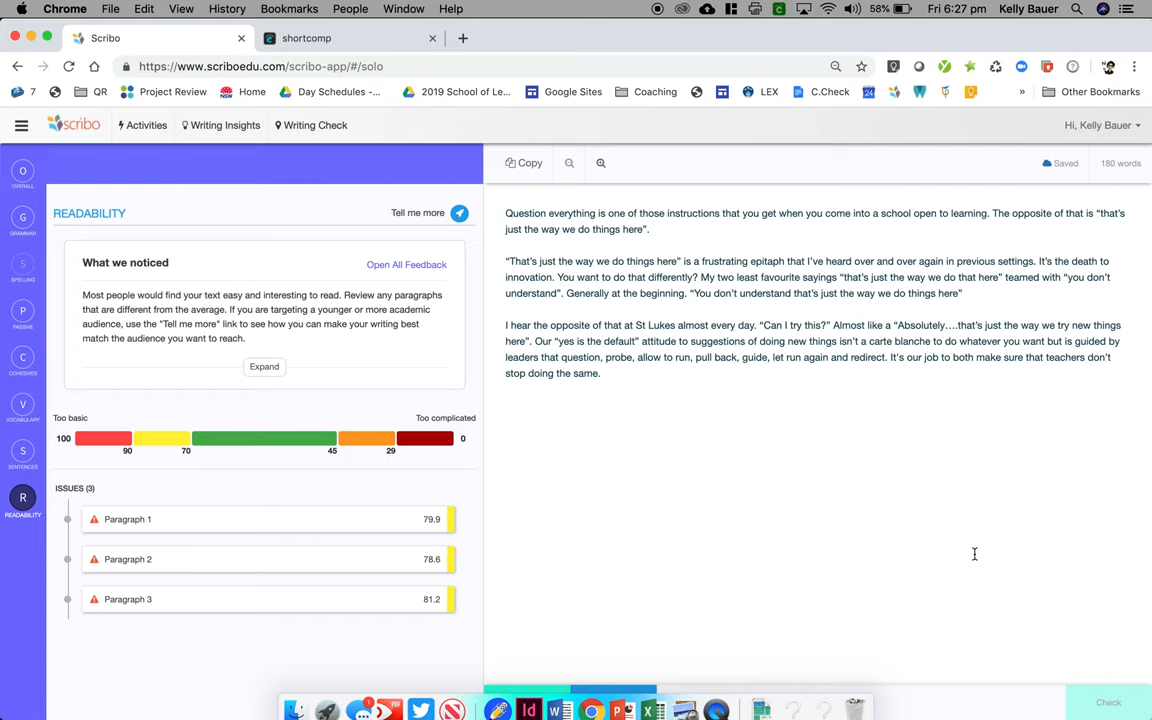 Chrome File Edit View History Bookmarks People Window Help 58% Fri 6:27 pm Kelly Bauer
Scribo shortcomp
https://www.scriboedu.com/scribo-app/#/solo
7 QR Project Review Home Day Schedules -... 2019 School of Le... Google Sites Coaching LEX C.Check 24 » Other Bookmarks
scribo Activities Writing Insights Writing Check Hi, Kelly Bauer
O
OVERALL
G
GRAMMAR
S
SPELLING
P
PASSIVE
C
COHESIVES
V
VOCABULARY
S
SENTENCES
R
READABILITY
READABILITY Tell me more
What we noticed Open All Feedback
Most people would find your text easy and interesting to read. Review any paragraphs
that are different from the average. If you are targeting a younger or more academic
audience, use the "Tell me more" link to see how you can make your writing best
match the audience you want to reach.
Expand
Too basic Too complicated
100 0
90 70 45 29
ISSUES (3)
Paragraph 1 79.9
Paragraph 2 78.6
Paragraph 3 81.2
Copy Saved 180 words
Question everything is one of those instructions that you get when you come into a school open to learning. The opposite of that is “that’s
just the way we do things here”.
“That’s just the way we do things here” is a frustrating epitaph that I’ve heard over and over again in previous settings. It’s the death to
innovation. You want to do that differently? My two least favourite sayings “that’s just the way we do that here” teamed with “you don’t
understand”. Generally at the beginning. “You don’t understand that’s just the way we do things here”
I hear the opposite of that at St Lukes almost every day. “Can I try this?” Almost like a “Absolutely….that’s just the way we try new things
here”. Our “yes is the default” attitude to suggestions of doing new things isn’t a carte blanche to do whatever you want but is guided by
leaders that question, probe, allow to run, pull back, guide, let run again and redirect. It’s our job to both make sure that teachers don’t
stop doing the same.
Check